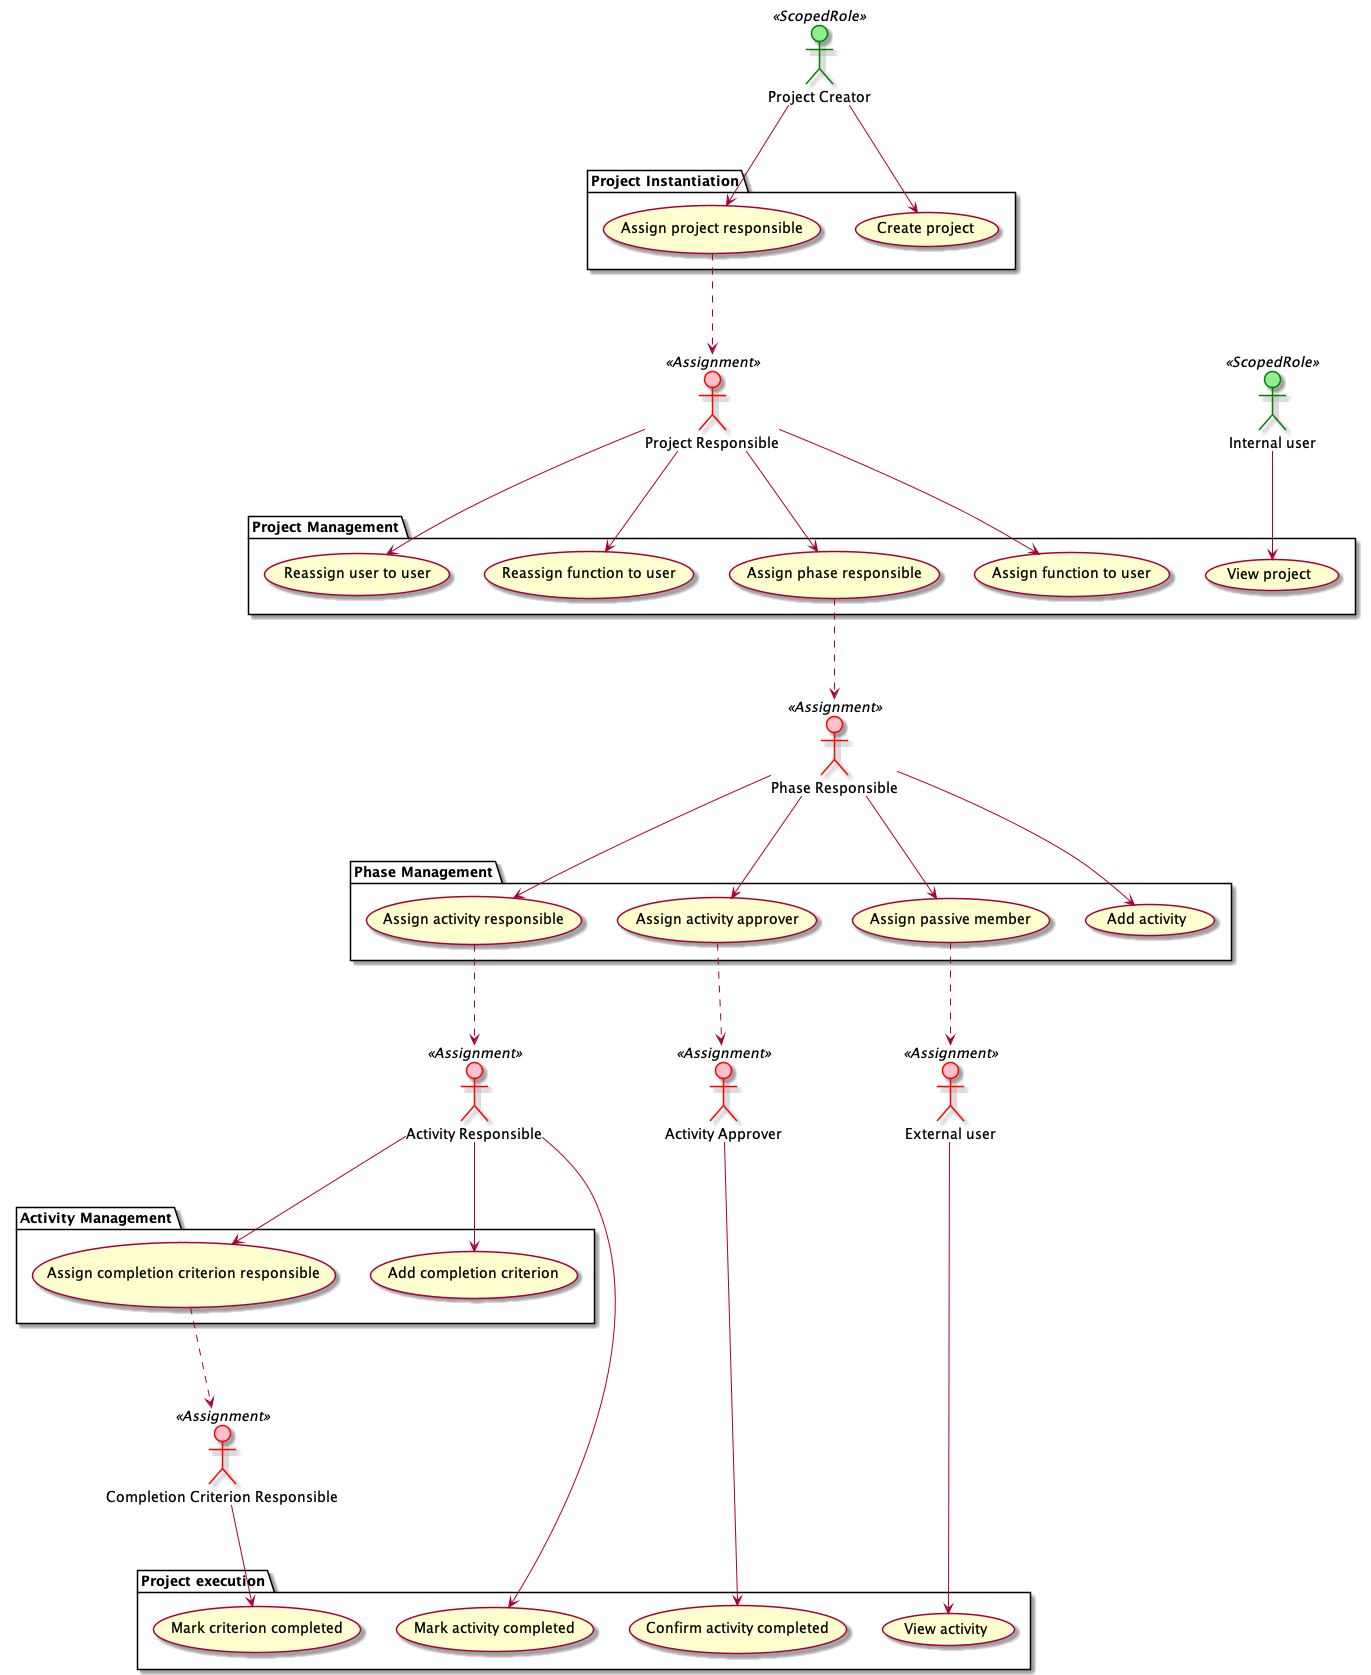 «ScopedRole»
Project Creator
Project Instantiation
Assign project responsible
Create project
«Assignment»
«ScopedRole»
Project Responsible
Internal user
Project Management
Reassign user to user
Reassign function to user
Assign phase responsible
Assign function to user
View project
«Assignment»
Phase Responsible
Phase Management
Assign activity responsible
Assign activity approver
Assign passive member
Add activity
«Assignment»
«Assignment»
«Assignment»
Activity Responsible
Activity Approver
External user
Activity Management
Assign completion criterion responsible
Add completion criterion
«Assignment»
Completion Criterion Responsible
Project execution
Mark criterion completed
Mark activity completed
Confirm activity completed
View activity